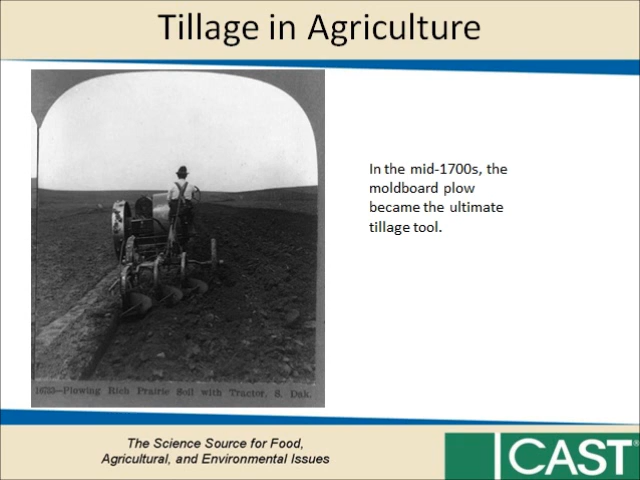 Tillage in Agriculture
In the mid-1700s, the
moldboard plow
became the ultimate
tillage tool.
16735—Plowing Rich Prairie Soil with Tractor, S. Dak.
The Science Source for Food,
Agricultural, and Environmental Issues
CAST®